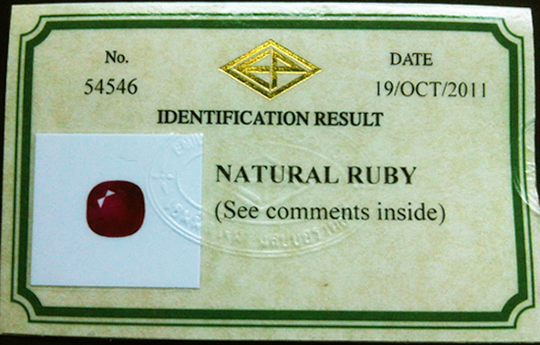 No.
54546
DATE
19/OCT/2011
IDENTIFICATION RESULT
NATURAL RUBY
(See comments inside)